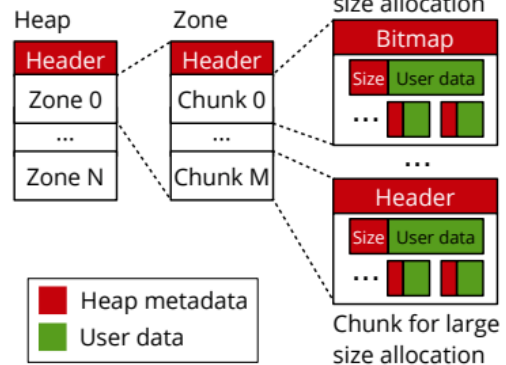 Heap
Zone
size allocation
Header
Zone 0
...
Zone N
Header
Chunk 0
...
Chunk M
Bitmap
Size User data
...
...
Header
Size User data
...
Chunk for large
size allocation
Heap metadata
User data